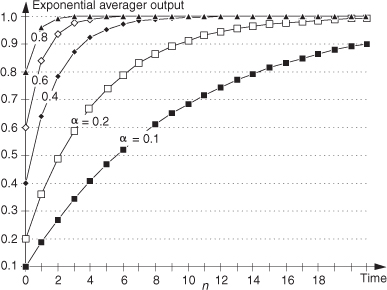 Exponential averager output
1.0
0.9
0.8
0.7
0.6
0.5
0.4
0.3
0.2
0.1
0.8
0.6
0.4
α = 0.2
α = 0.1
0 2 4 6 8 10 12 14 16 18 Time
n